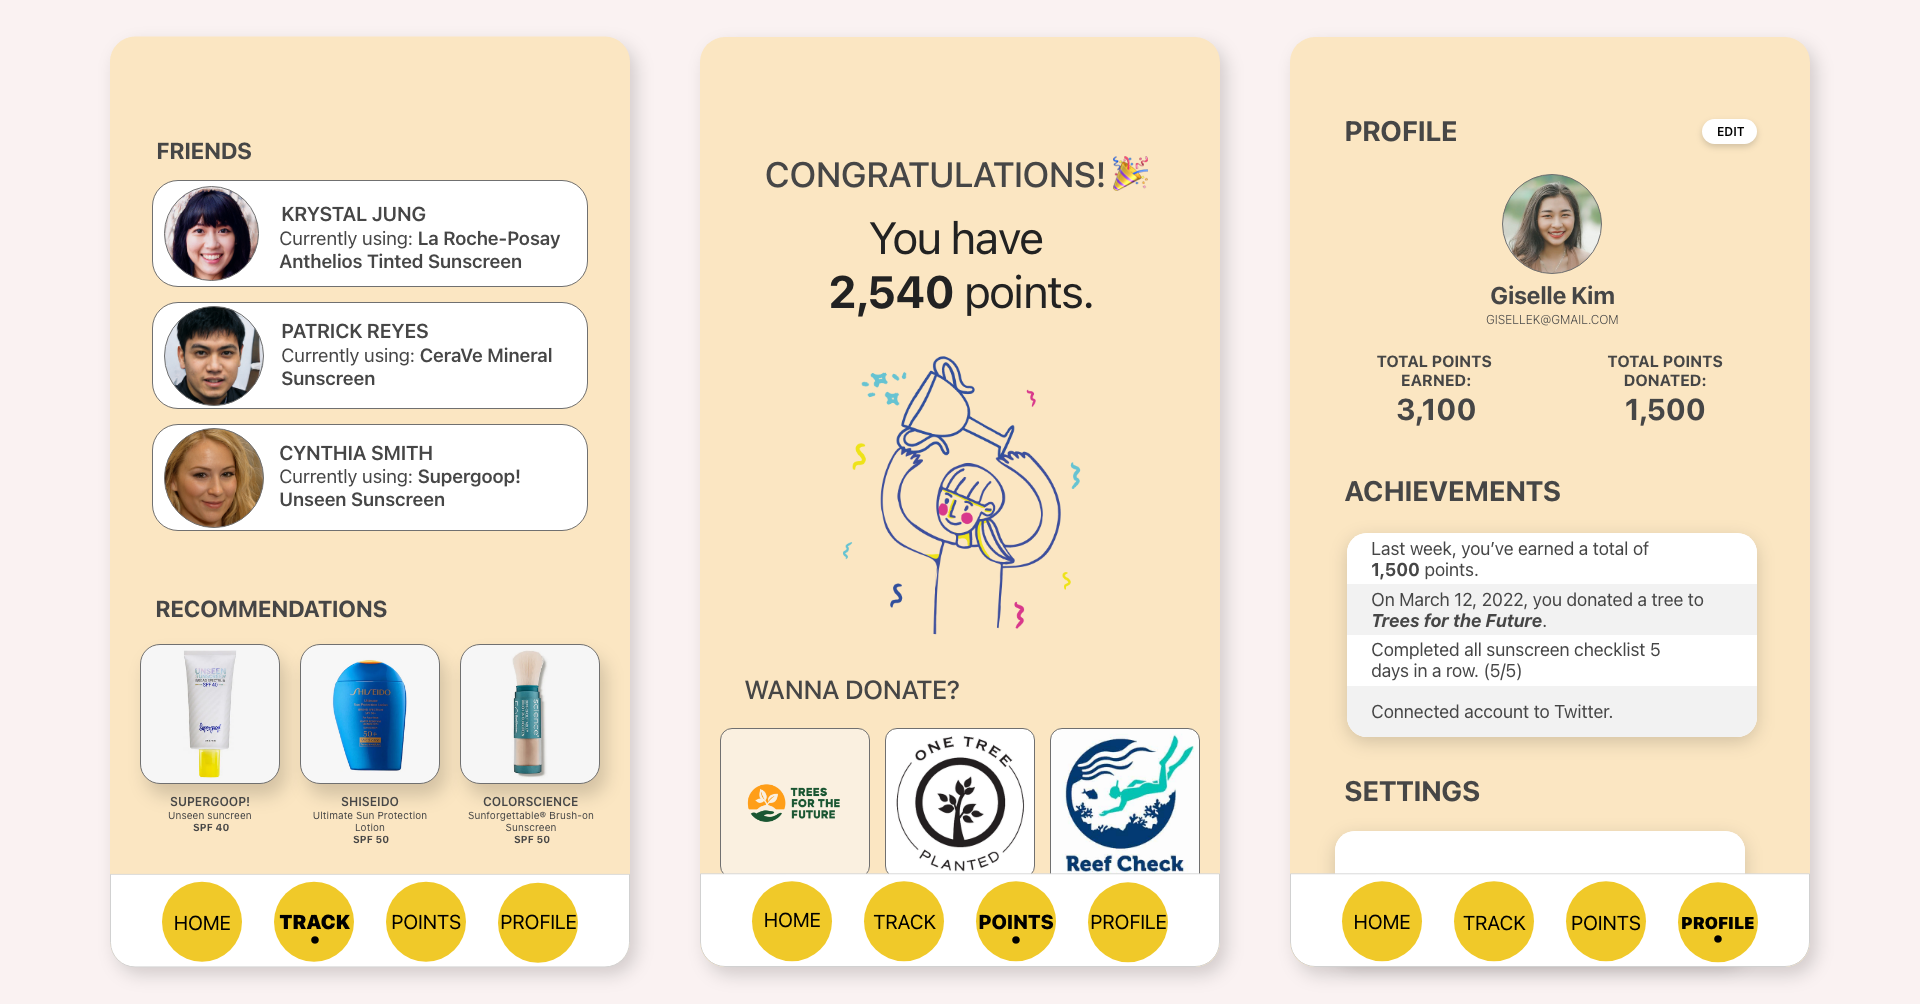 FRIENDS
KRYSTAL JUNG
Currently using: La Roche-Posay
Anthelios Tinted Sunscreen
PATRICK REYES
Currently using: CeraVe Mineral
Sunscreen
CYNTHIA SMITH
Currently using: Supergoop!
Unseen Sunscreen
RECOMMENDATIONS
UNSEEN
SPF 40
Supergoop!
SHISEIDO
50+
SUPERGOOP!
Unseen suncreen
SPF 40
SHISEIDO
Ultimate Sun Protection
Lotion
SPF 50
COLORSCIENCE
Sunforgettable® Brush-on
Sunscreen
SPF 50
HOME
TRACK
POINTS
PROFILE
CONGRATULATIONS!
You have
2,540 points.
WANNA DONATE?
TREES
FOR THE
FUTURE
ONE TREE
PLANTED
Reef Check
HOME
TRACK
POINTS
PROFILE
PROFILE
EDIT
Giselle Kim
GISELLEK@GMAIL.COM
TOTAL POINTS
EARNED:
3,100
TOTAL POINTS
DONATED:
1,500
ACHIEVEMENTS
Last week, you’ve earned a total of
1,500 points.
On March 12, 2022, you donated a tree to
Trees for the Future.
Completed all sunscreen checklist 5
days in a row. (5/5)
Connected account to Twitter.
SETTINGS
HOME
TRACK
POINTS
PROFILE